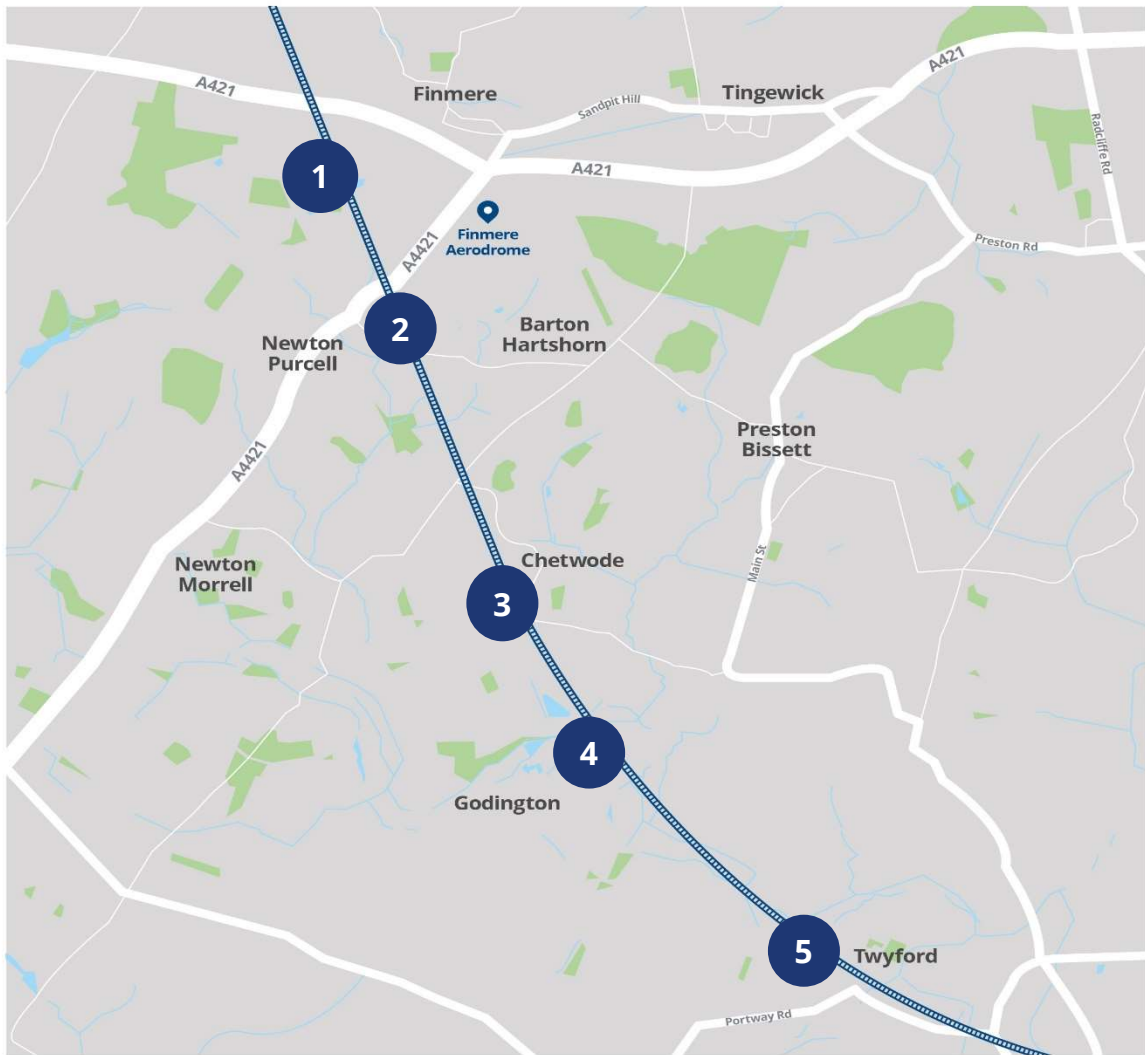 A421
Finmere
Sandpit Hill
Tingewick
A421
Radcliffe Rd
1
A421
A4421
Finmere
Aerodrome
Preston Rd
2
Newton
Purcell
Barton
Hartshorn
A4421
Preston
Bissett
Newton
Morrell
Chetwode
Main St
3
4
Godington
5
Twyford
Portway Rd